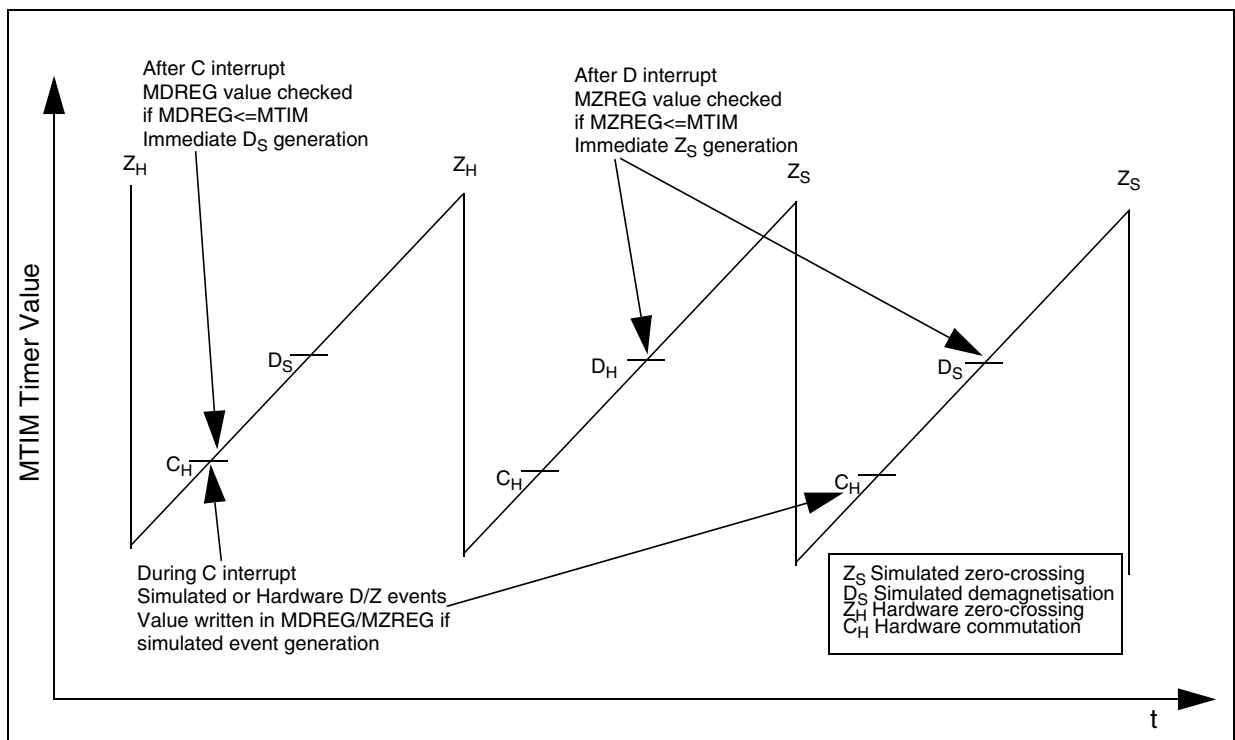 After C interrupt
MDREG value checked
if MDREG<=MTIM
Immediate DS generation
After D interrupt
MZREG value checked
if MZREG<=MTIM
Immediate ZS generation
ZH
ZH
ZS
ZS
MTIM Timer Value
DS
DH
DS
CH
CH
CH
During C interrupt
Simulated or Hardware D/Z events
Value written in MDREG/MZREG if
simulated event generation
ZS Simulated zero-crossing
DS Simulated demagnetisation
ZH Hardware zero-crossing
CH Hardware commutation
t